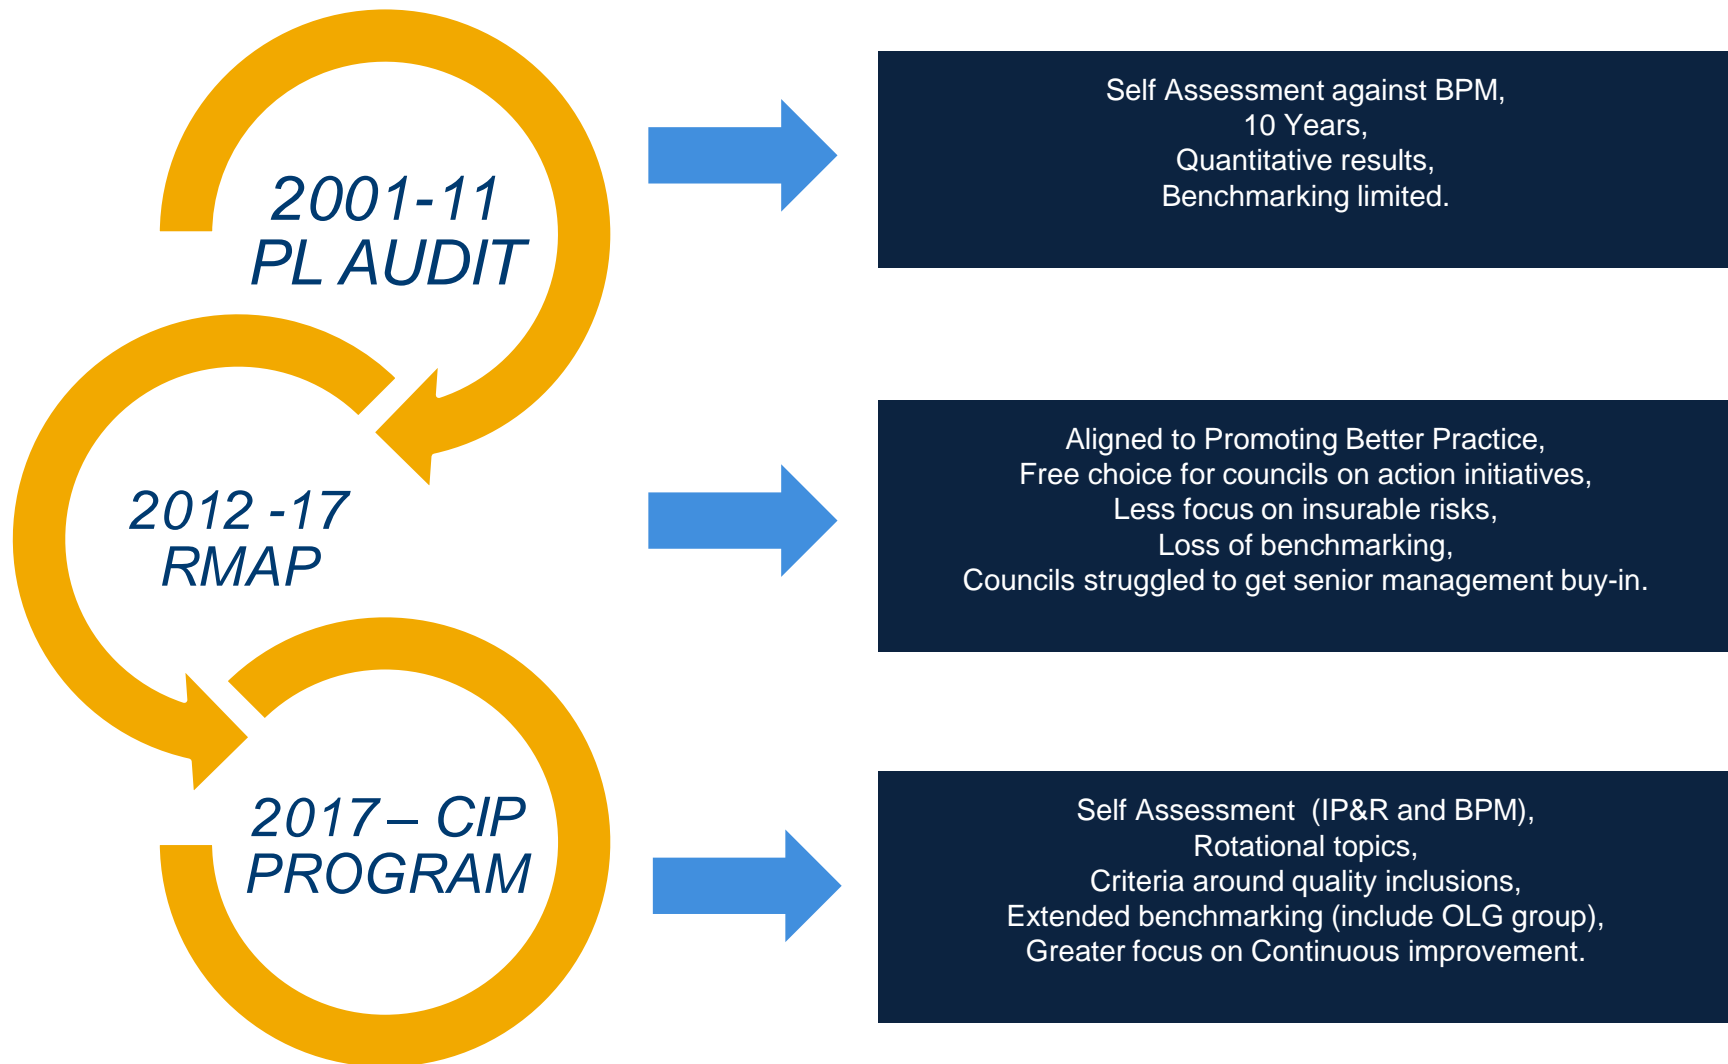 2001-11
PL AUDIT
Self Assessment against BPM,
10 Years,
Quantitative results,
Benchmarking limited.
2012 -17
RMAP
Aligned to Promoting Better Practice,
Free choice for councils on action initiatives,
Less focus on insurable risks,
Loss of benchmarking,
Councils struggled to get senior management buy-in.
2017 – CIP
PROGRAM
Self Assessment  (IP&R and BPM),
Rotational topics,
Criteria around quality inclusions,
Extended benchmarking (include OLG group),
Greater focus on Continuous improvement.